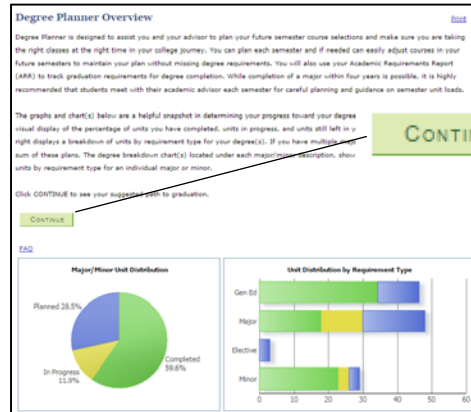 Degree Planner Overview
Print
Degree Planner is designed to assist you and your advisor to plan your future semester course selections and make sure you are taking
the right classes at the right time in your college journey. You can plan each semester and if needed can easily adjust courses in your
future semesters to maintain your plan without missing degree requirements. You will also use your Academic Requirements Report
(ARR) to track graduation requirements for degree completion. While completion of a major within four years is possible, it is highly
recommended that students meet with their academic advisor each semester for careful planning and guidance on semester unit loads.
The graphs and chart(s) below are a helpful snapshot in determining your progress toward your degree
visual display of the percentage of units you have completed, units in progress, and units still left in y
right displays a breakdown of units by requirement type for your degree(s). If you have multiple majo
sum of these plans. The degree breakdown chart(s) located under each major/minor description, show
units by requirement type for an individual major or minor.
CONTI
Click CONTINUE to see your suggested path to graduation.
CONTINUE
FAQ
Major/Minor Unit Distribution
Planned 28.5%
In Progress
11.9%
Completed
59.6%
Unit Distribution by Requirement Type
Gen Ed
Major
Elective
Minor
0 10 20 30 40 50 60